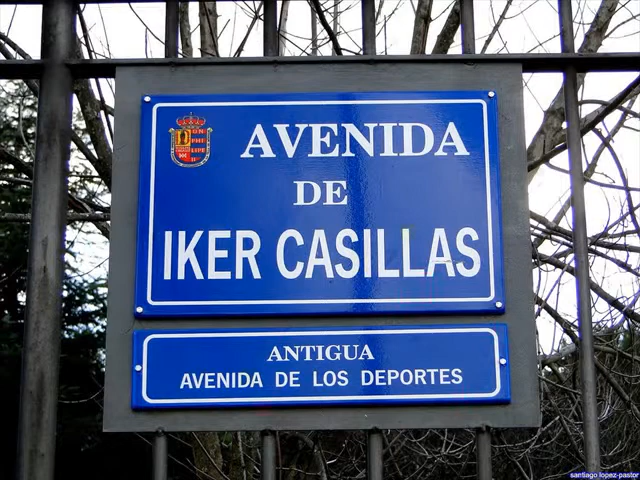 AVENIDA
DE
IKER CASILLAS
ANTIGUA
AVENIDA DE LOS DEPORTES
santiago lopez-pastor